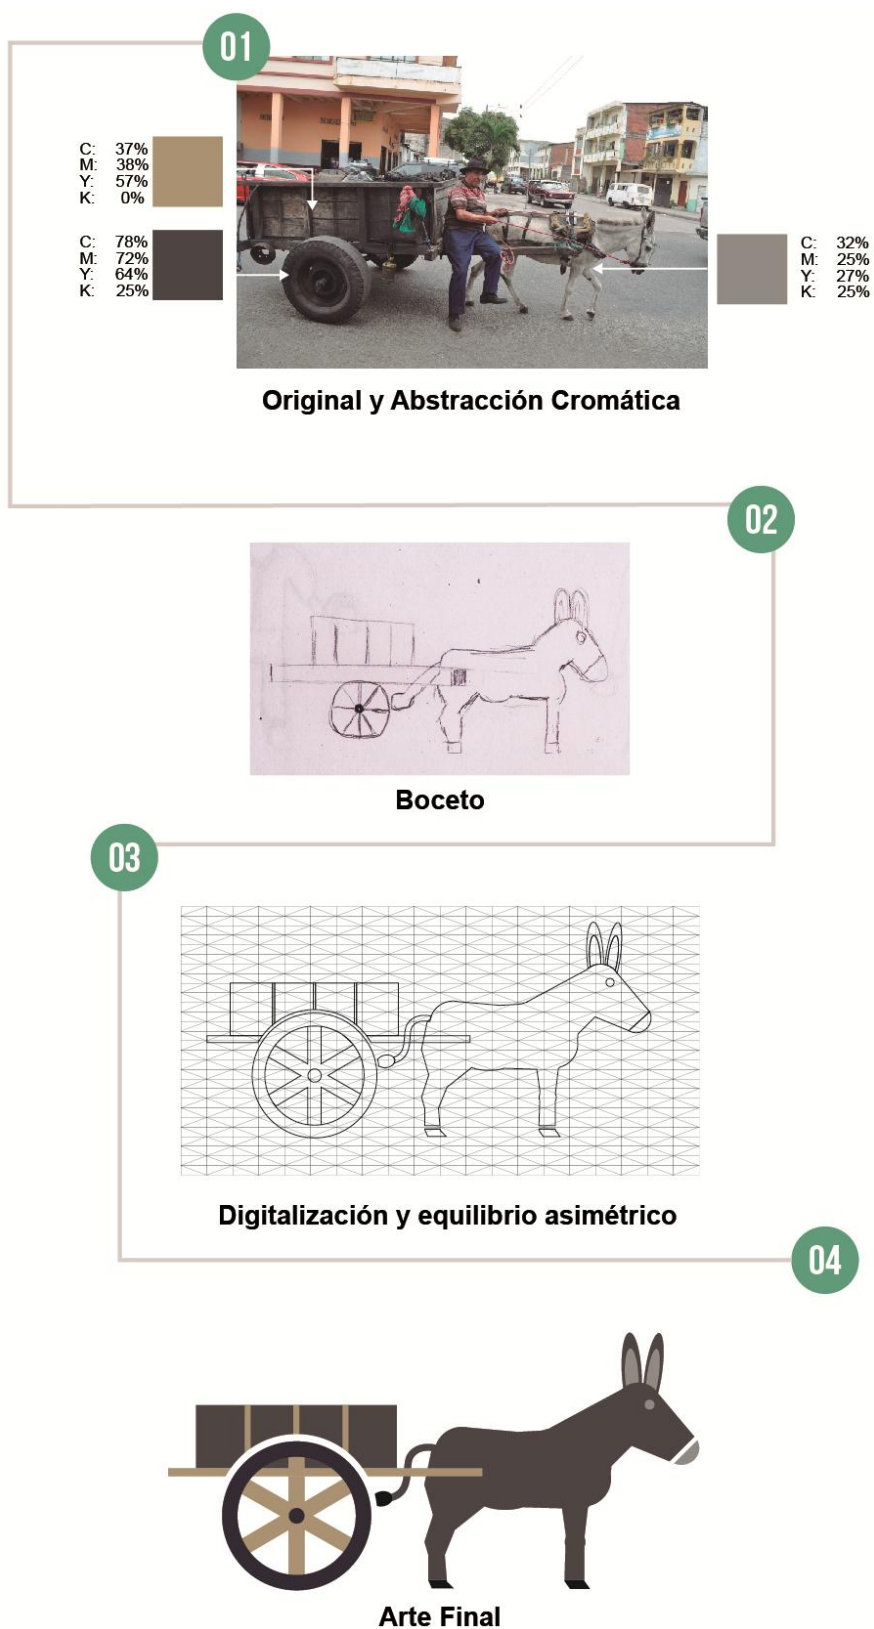 01
C: 37%
M: 38%
Y: 57%
K: 0%
C: 78%
M: 72%
Y: 64%
K: 25%
C: 32%
M: 25%
Y: 27%
K: 25%
Original y Abstracción Cromática
02
Boceto
03
Digitalización y equilibrio asimétrico
04
Arte Final